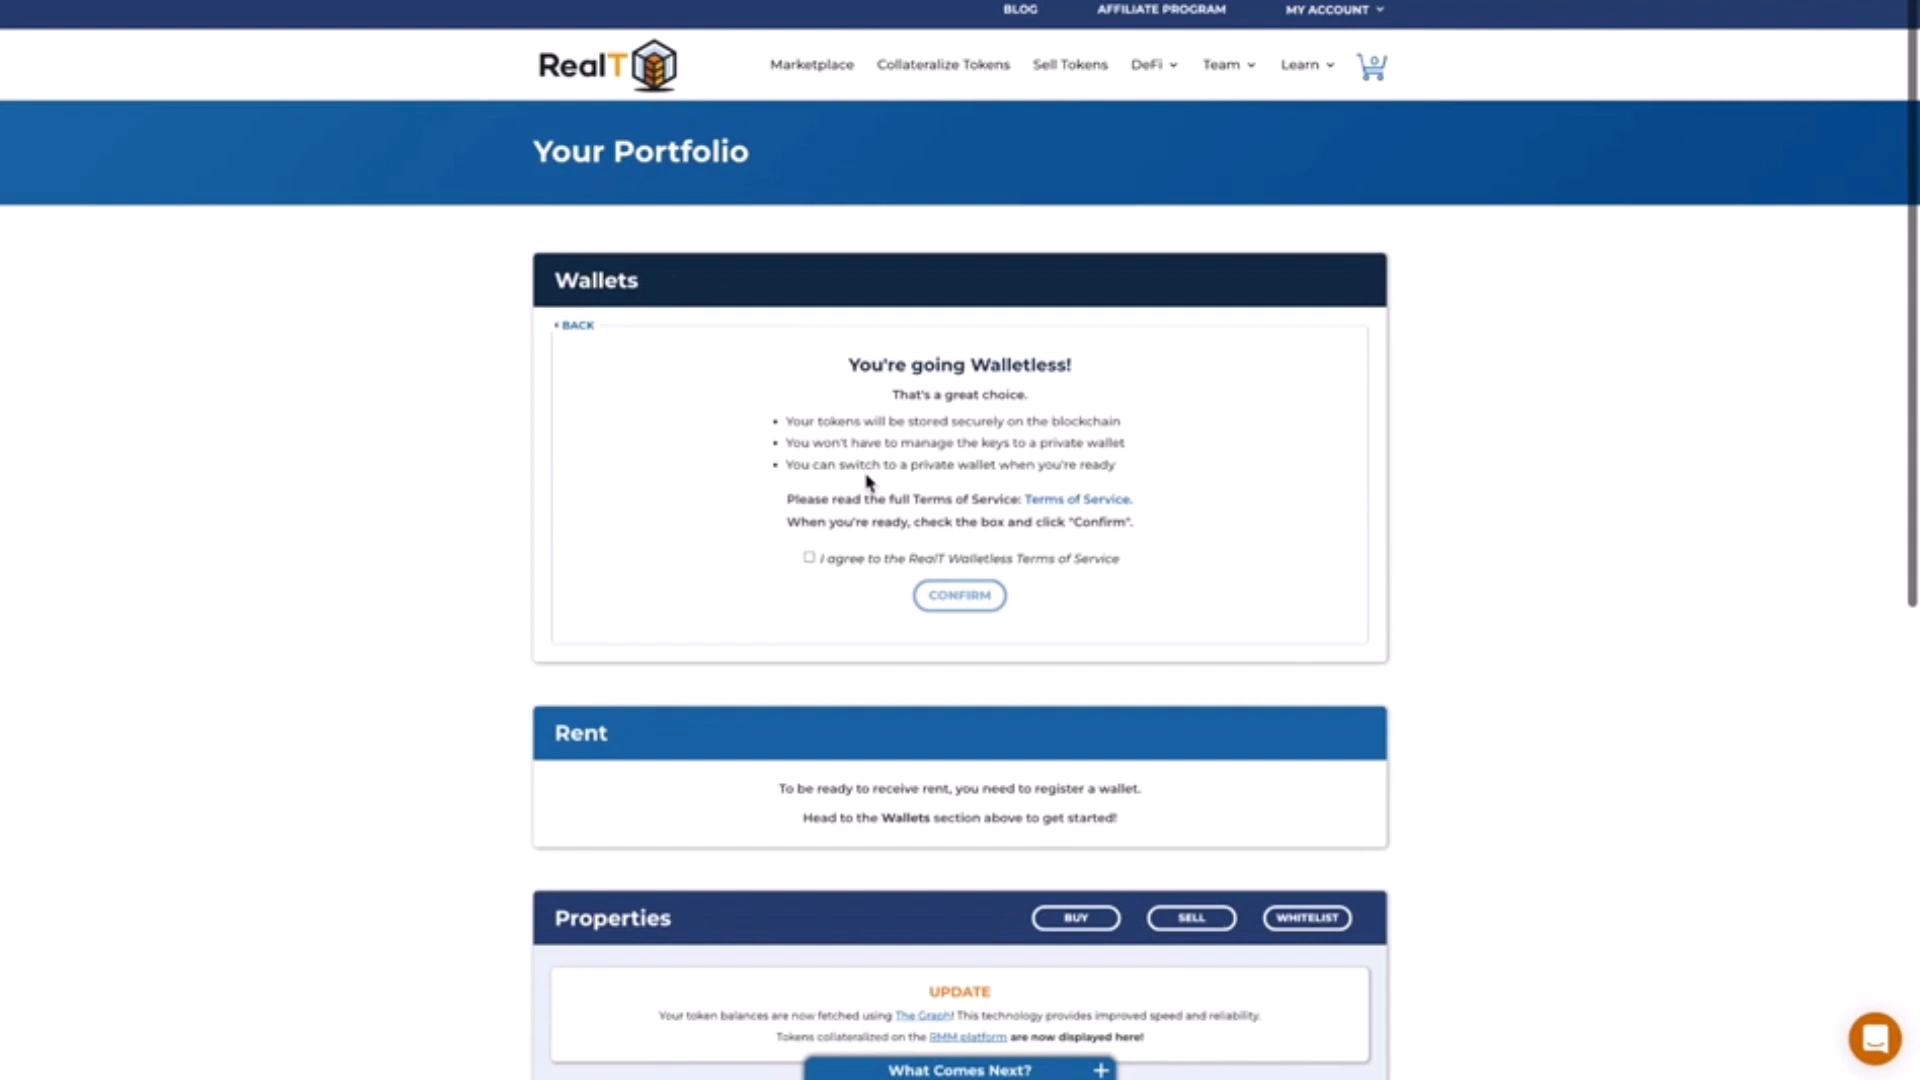 BLOG AFFILIATE PROGRAM MY ACCOUNT
RealT Marketplace Collateralize Tokens Sell Tokens DeFi Team Learn 0
Your Portfolio
Wallets
BACK
You're going Walletless!
That's a great choice.
• Your tokens will be stored securely on the blockchain
• You won't have to manage the keys to a private wallet
• You can switch to a private wallet when you're ready
Please read the full Terms of Service: Terms of Service.
When you're ready, check the box and click "Confirm".
I agree to the RealT Walletless Terms of Service
CONFIRM
Rent
To be ready to receive rent, you need to register a wallet.
Head to the Wallets section above to get started!
Properties BUY SELL WHITELIST
UPDATE
Your token balances are now fetched using The Graph! This technology provides improved speed and reliability.
Tokens collateralized on the RMM platform are now displayed here!
What Comes Next? +